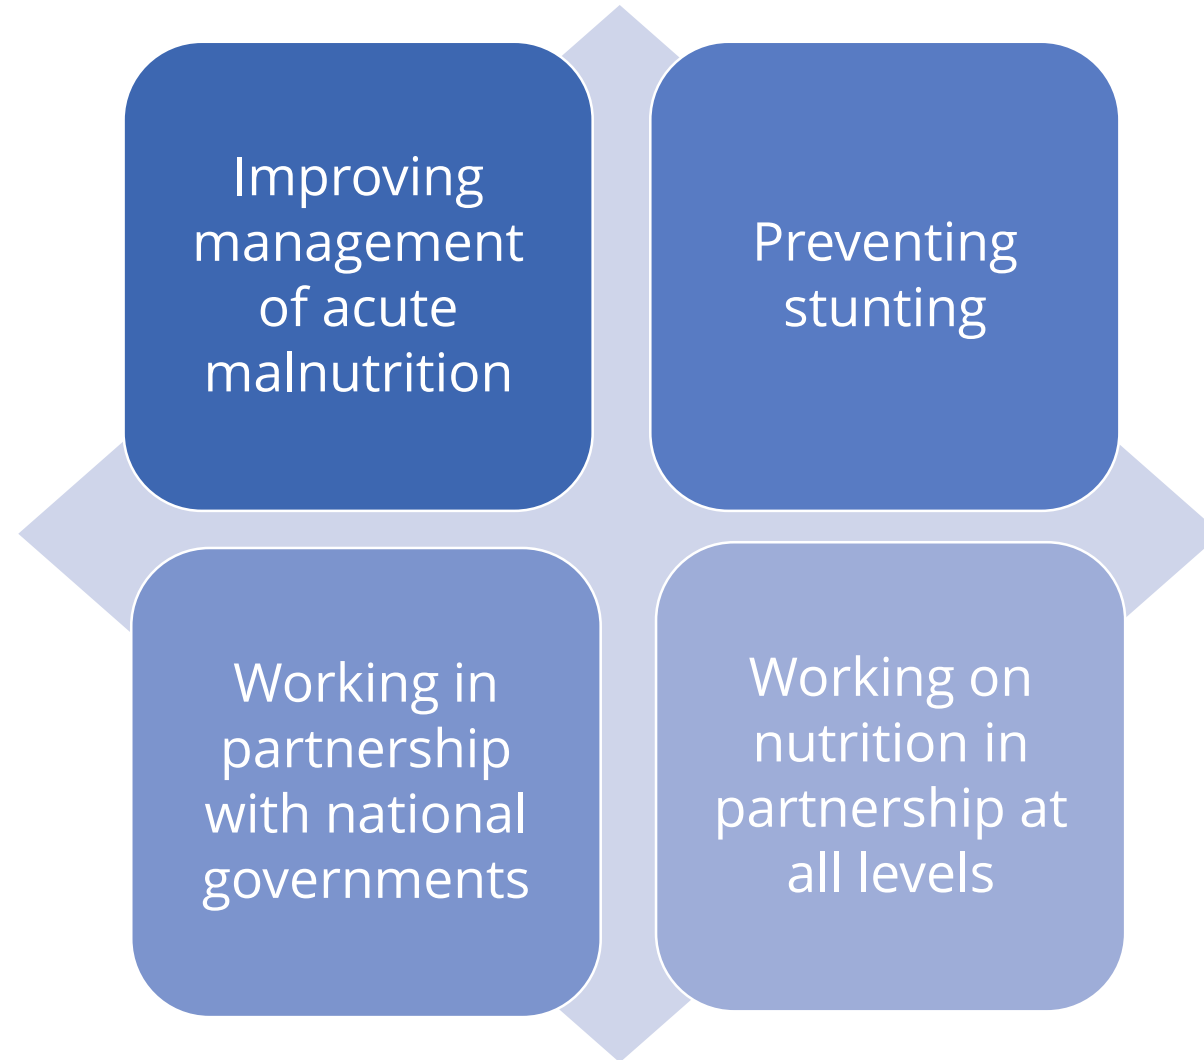 Improving
management
of acute
malnutrition
Preventing
stunting
Working in
partnership
with national
governments
Working on
nutrition in
partnership at
all levels